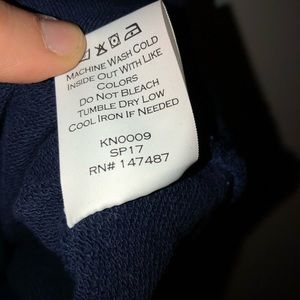 Machine Wash Cold
Inside Out With Like
Colors
Do Not Bleach
Tumble Dry Low
Cool Iron If Needed
KN0009
SP17
RN# 147487